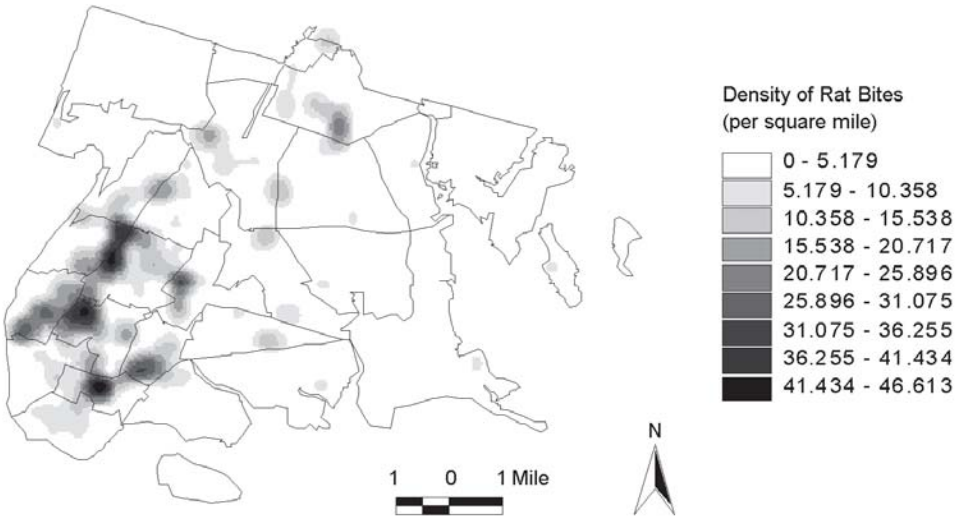 Density of Rat Bites
(per square mile)
0 - 5.179
5.179 - 10.358
10.358 - 15.538
15.538 - 20.717
20.717 - 25.896
25.896 - 31.075
31.075 - 36.255
36.255 - 41.434
41.434 - 46.613
N
1 0 1 Mile